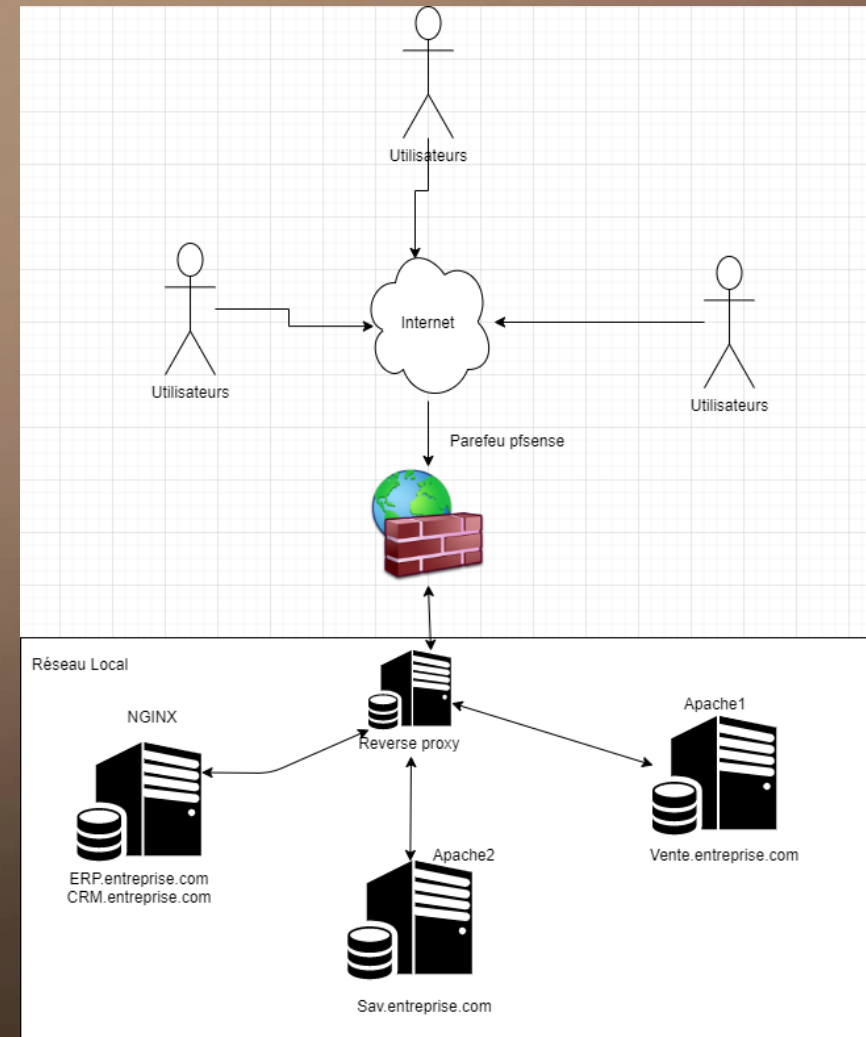 Utilisateurs
Internet
Utilisateurs
Utilisateurs
Parefeu pfsense
Réseau Local
NGINX
Apache1
Reverse proxy
Apache2
Vente.entreprise.com
ERP.entreprise.com
CRM.entreprise.com
Sav.entreprise.com